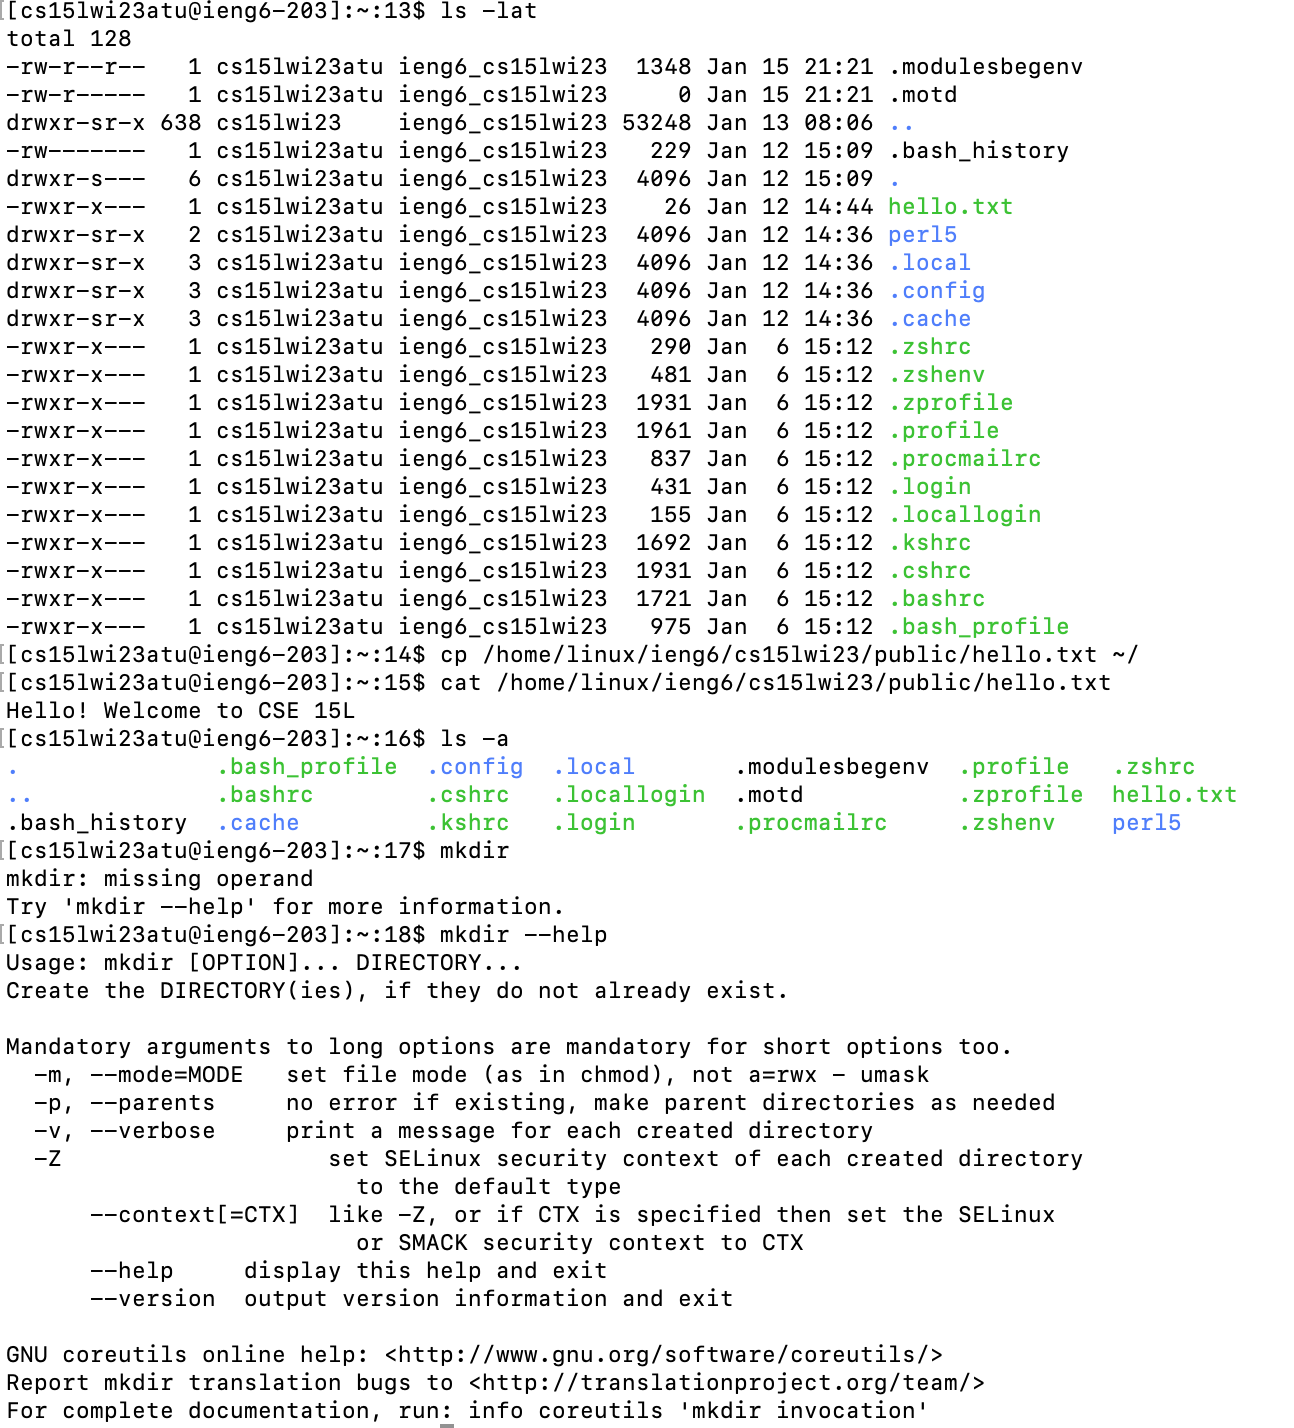 [[cs15lwi23atu@ieng6-203]:~:13$ ls -lat
total 128
-rw-r--r--   1 cs15lwi23atu ieng6_cs15lwi23  1348 Jan 15 21:21 .modulesbegenv
-rw-r-----   1 cs15lwi23atu ieng6_cs15lwi23     0 Jan 15 21:21 .motd
drwxr-sr-x 638 cs15lwi23    ieng6_cs15lwi23 53248 Jan 13 08:06 ..
-rw-------   1 cs15lwi23atu ieng6_cs15lwi23   229 Jan 12 15:09 .bash_history
drwxr-s---   6 cs15lwi23atu ieng6_cs15lwi23  4096 Jan 12 15:09 .
-rwxr-x---   1 cs15lwi23atu ieng6_cs15lwi23    26 Jan 12 14:44 hello.txt
drwxr-sr-x   2 cs15lwi23atu ieng6_cs15lwi23  4096 Jan 12 14:36 perl5
drwxr-sr-x   3 cs15lwi23atu ieng6_cs15lwi23  4096 Jan 12 14:36 .local
drwxr-sr-x   3 cs15lwi23atu ieng6_cs15lwi23  4096 Jan 12 14:36 .config
drwxr-sr-x   3 cs15lwi23atu ieng6_cs15lwi23  4096 Jan 12 14:36 .cache
-rwxr-x---   1 cs15lwi23atu ieng6_cs15lwi23   290 Jan  6 15:12 .zshrc
-rwxr-x---   1 cs15lwi23atu ieng6_cs15lwi23   481 Jan  6 15:12 .zshenv
-rwxr-x---   1 cs15lwi23atu ieng6_cs15lwi23  1931 Jan  6 15:12 .zprofile
-rwxr-x---   1 cs15lwi23atu ieng6_cs15lwi23  1961 Jan  6 15:12 .profile
-rwxr-x---   1 cs15lwi23atu ieng6_cs15lwi23   837 Jan  6 15:12 .procmailrc
-rwxr-x---   1 cs15lwi23atu ieng6_cs15lwi23   431 Jan  6 15:12 .login
-rwxr-x---   1 cs15lwi23atu ieng6_cs15lwi23   155 Jan  6 15:12 .locallogin
-rwxr-x---   1 cs15lwi23atu ieng6_cs15lwi23  1692 Jan  6 15:12 .kshrc
-rwxr-x---   1 cs15lwi23atu ieng6_cs15lwi23  1931 Jan  6 15:12 .cshrc
-rwxr-x---   1 cs15lwi23atu ieng6_cs15lwi23  1721 Jan  6 15:12 .bashrc
-rwxr-x---   1 cs15lwi23atu ieng6_cs15lwi23   975 Jan  6 15:12 .bash_profile
[[cs15lwi23atu@ieng6-203]:~:14$ cp /home/linux/ieng6/cs15lwi23/public/hello.txt ~/
[[cs15lwi23atu@ieng6-203]:~:15$ cat /home/linux/ieng6/cs15lwi23/public/hello.txt
Hello! Welcome to CSE 15L
[[cs15lwi23atu@ieng6-203]:~:16$ ls -a
.              .bash_profile  .config  .local       .modulesbegenv  .profile   .zshrc
..             .bashrc        .cshrc   .locallogin  .motd           .zprofile  hello.txt
.bash_history  .cache         .kshrc   .login       .procmailrc     .zshenv    perl5
[[cs15lwi23atu@ieng6-203]:~:17$ mkdir
mkdir: missing operand
Try 'mkdir --help' for more information.
[[cs15lwi23atu@ieng6-203]:~:18$ mkdir --help
Usage: mkdir [OPTION]... DIRECTORY...
Create the DIRECTORY(ies), if they do not already exist.

Mandatory arguments to long options are mandatory for short options too.
  -m, --mode=MODE   set file mode (as in chmod), not a=rwx - umask
  -p, --parents     no error if existing, make parent directories as needed
  -v, --verbose     print a message for each created directory
  -Z                   set SELinux security context of each created directory
                         to the default type
      --context[=CTX]  like -Z, or if CTX is specified then set the SELinux
                         or SMACK security context to CTX
      --help     display this help and exit
      --version  output version information and exit

GNU coreutils online help: <http://www.gnu.org/software/coreutils/>
Report mkdir translation bugs to <http://translationproject.org/team/>
For complete documentation, run: info coreutils 'mkdir invocation'